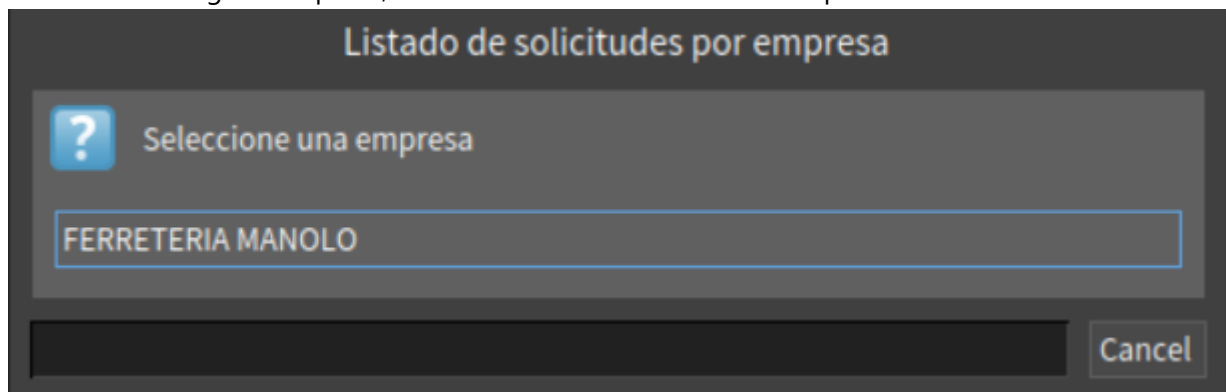 Listado de solicitudes por empresa
?
Seleccione una empresa
FERRETERIA MANOLO
Cancel